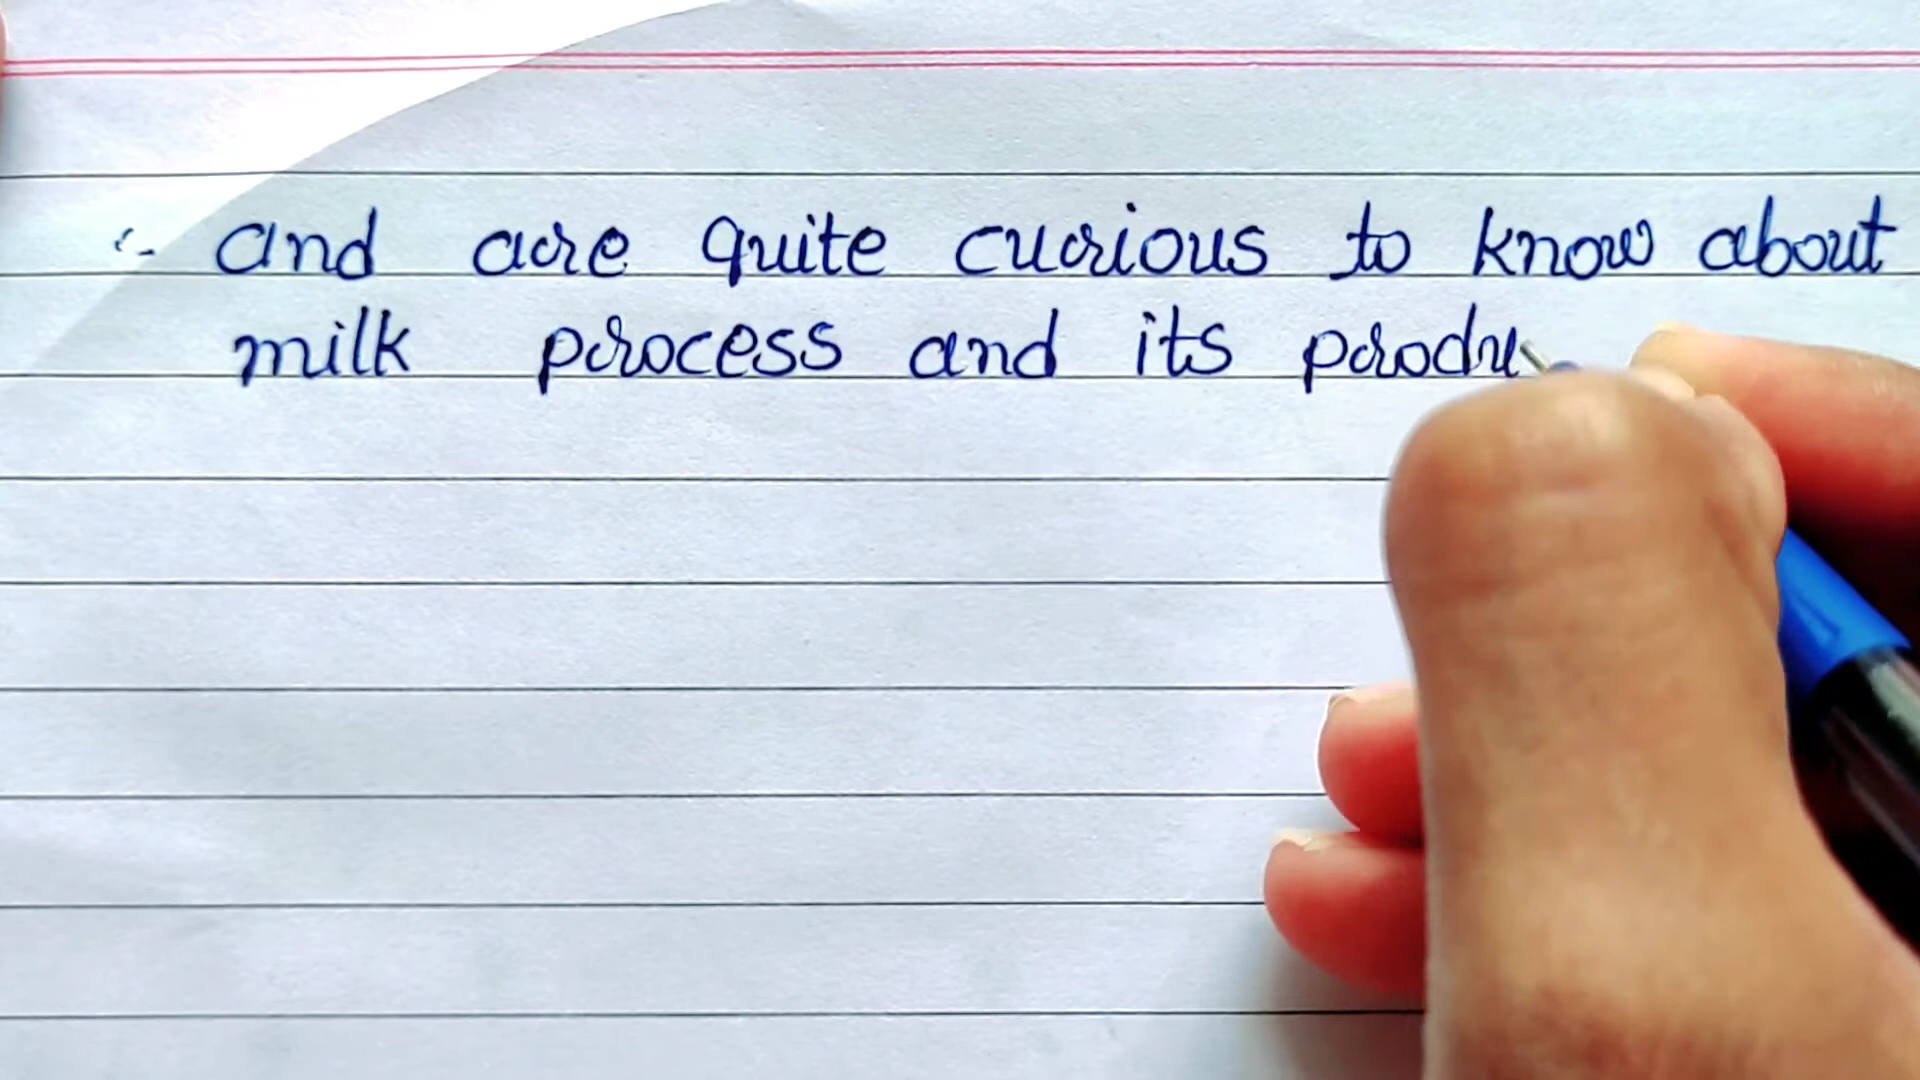 and are quite curious to know about
milk process and its produ